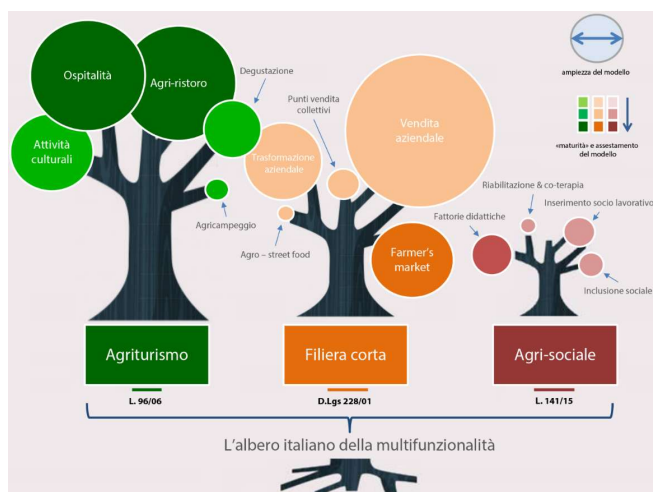 Ospitalità
Agri-ristoro
Degustazione
Attività
culturali
Agricampeggio
Punti vendita
collettivi
Trasformazione
aziendale
Agro – street food
Vendita
aziendale
Farmer's
market
ampiezza del modello
«maturità» e assestamento
del modello
Riabilitazione & co-terapia
Inserimento socio lavorativo
Fattorie didattiche
Inclusione sociale
Agriturismo
Filiera corta
Agri-sociale
L. 96/06
D.Lgs 228/01
L. 141/15
L'albero italiano della multifunzionalità